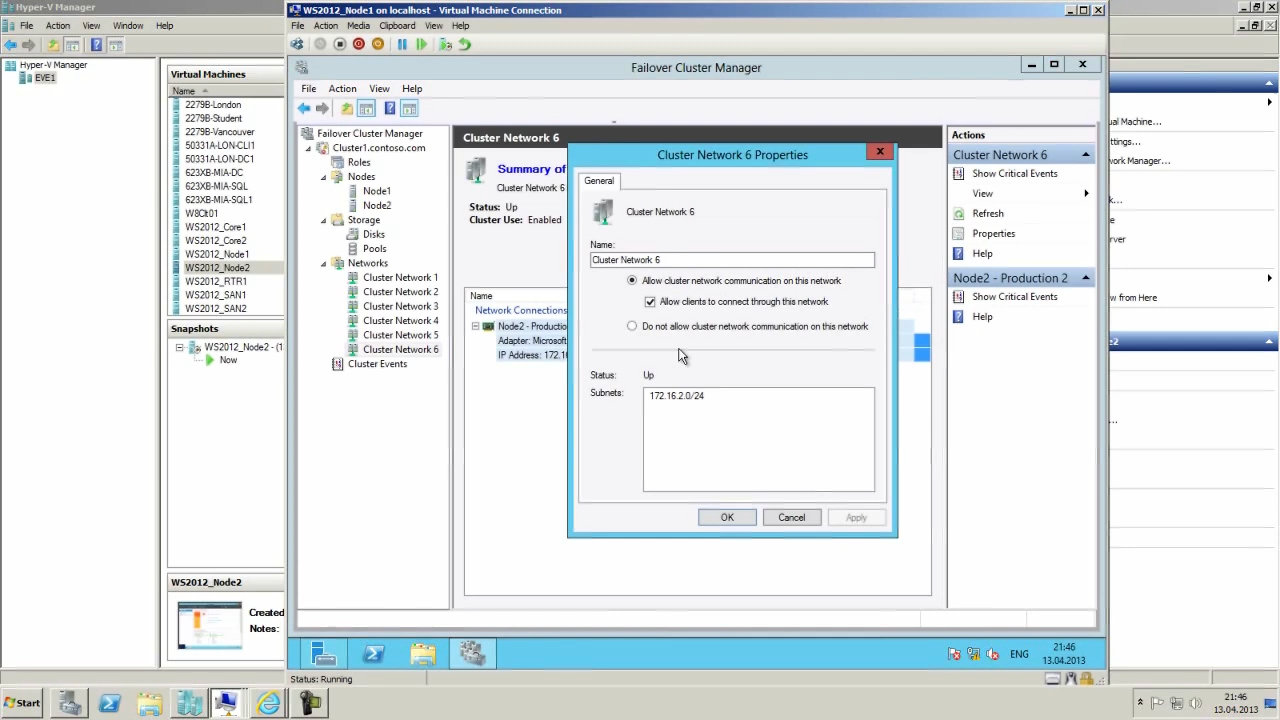 Hyper-V Manager
File Action View Help
Hyper-V Manager
EVE1
Virtual Machines
Name
2279B-London
2279B-Student
2279B-Vancouver
50331A-LON-CLI1
50331A-LON-DC1
623XB-MIA-DC
623XB-MIA-SQL
623XB-MIA-SQL1
W8Clt01
WS2012_Core1
WS2012_Core2
WS2012_Node1
WS2012_Node2
WS2012_RTR1
WS2012_SAN1
WS2012_SAN2
Snapshots
WS2012_Node2 - (1
Now
WS2012_Node2
Created
Notes:
WS2012_Node1 on localhost - Virtual Machine Connection
File Action Media Clipboard View Help
Failover Cluster Manager
File Action View Help
Failover Cluster Manager
Cluster1.contoso.com
Roles
Nodes
Node1
Node2
Storage
Disks
Pools
Networks
Cluster Network 1
Cluster Network 2
Cluster Network 3
Cluster Network 4
Cluster Network 5
Cluster Network 6
Cluster Events
Cluster Network 6
Summary of
Cluster Network 6
Status: Up
Cluster Use: Enabled
Name
Network Connections
Node2 - Productio
Adapter: Microsoft
IP Address: 172.16
Cluster Network 6 Properties
General
Cluster Network 6
Name:
Cluster Network 6
Allow cluster network communication on this network
Allow clients to connect through this network
Do not allow cluster network communication on this network
Status: Up
Subnets: 172.16.2.0/24
OK Cancel Apply
Actions
Cluster Network 6
Show Critical Events
View
Refresh
Properties
Help
Node2 - Production 2
Show Critical Events
Help
ual Machine...
ttings...
etwork Manager...
..
e
rver
ew from Here
e2
...
ENG
21:46
13.04.2013
Status: Running
Start
21:46
13.04.2013